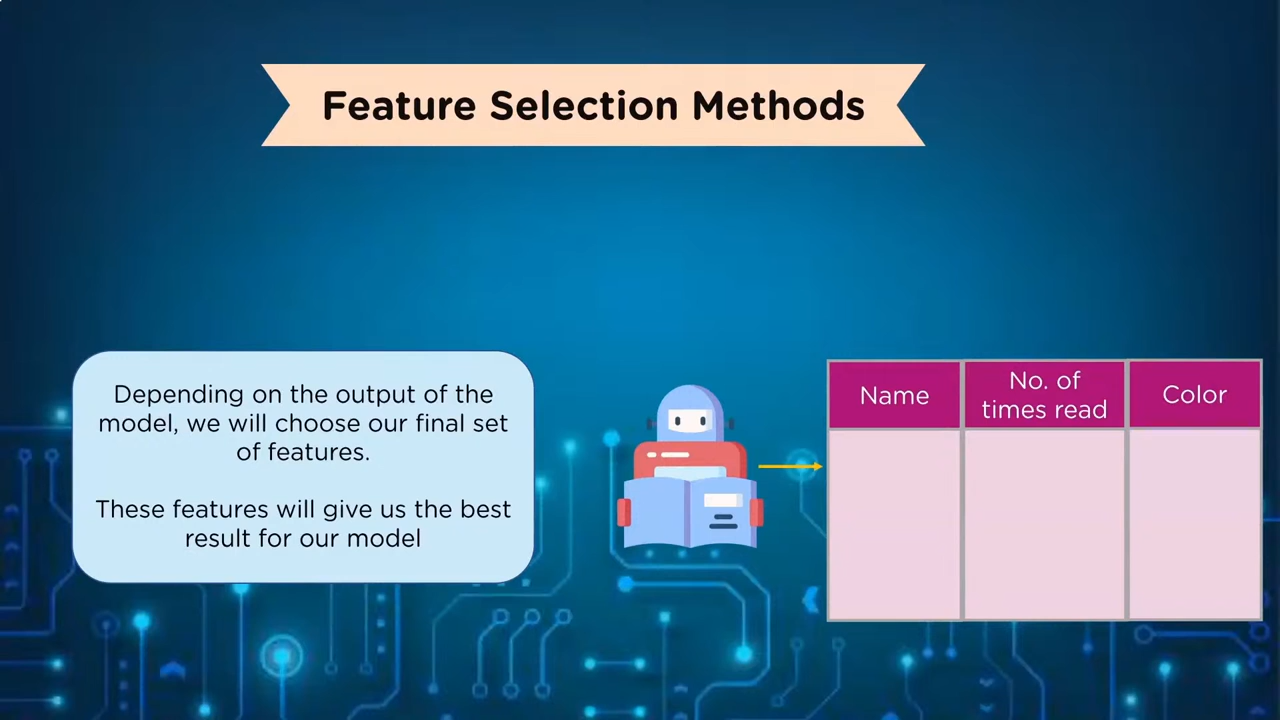 Feature Selection Methods
Depending on the output of the
model, we will choose our final set
of features.
These features will give us the best
result for our model
Name
No. of
times read
Color